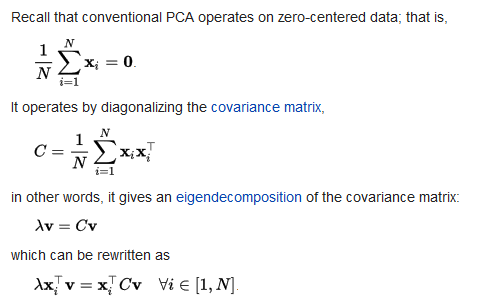 Recall that conventional PCA operates on zero-centered data; that is,
$\frac{1}{N}\sum_{i=1}^{N}\mathbf{x}_i = \mathbf{0}$.
It operates by diagonalizing the covariance matrix,
$C = \frac{1}{N}\sum_{i=1}^{N}\mathbf{x}_i\mathbf{x}_i^\top$
in other words, it gives an eigendecomposition of the covariance matrix:
$\lambda\mathbf{v} = C\mathbf{v}$
which can be rewritten as
$\lambda\mathbf{x}_i^\top\mathbf{v} = \mathbf{x}_i^\top C\mathbf{v} \quad \forall i \in [1, N]$.